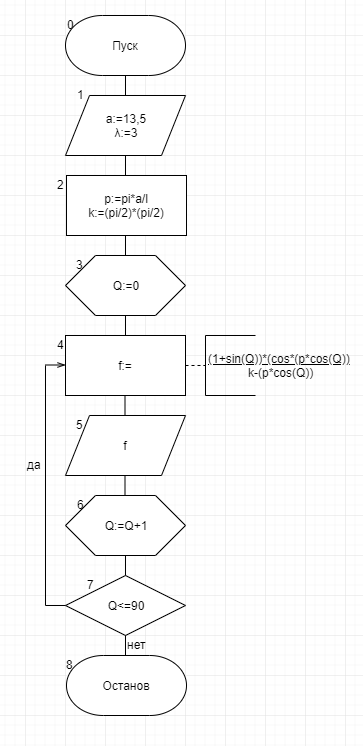 0
Пуск
1
a:=13,5
λ:=3
2
p:=pi*a/l
k:=(pi/2)*(pi/2)
3
Q:=0
4
f:=
(1+sin(Q))*(cos*(p*cos(Q))
k-(p*cos(Q))
5
f
да
6
Q:=Q+1
7
Q<=90
нет
8
Останов